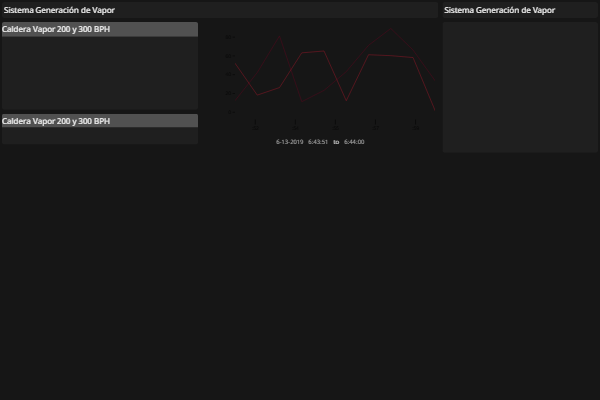 Sistema Generación de Vapor
Sistema Generación de Vapor
Caldera Vapor 200 y 300 BPH
Caldera Vapor 200 y 300 BPH
6-13-2019 6:43:51 to 6:44:00